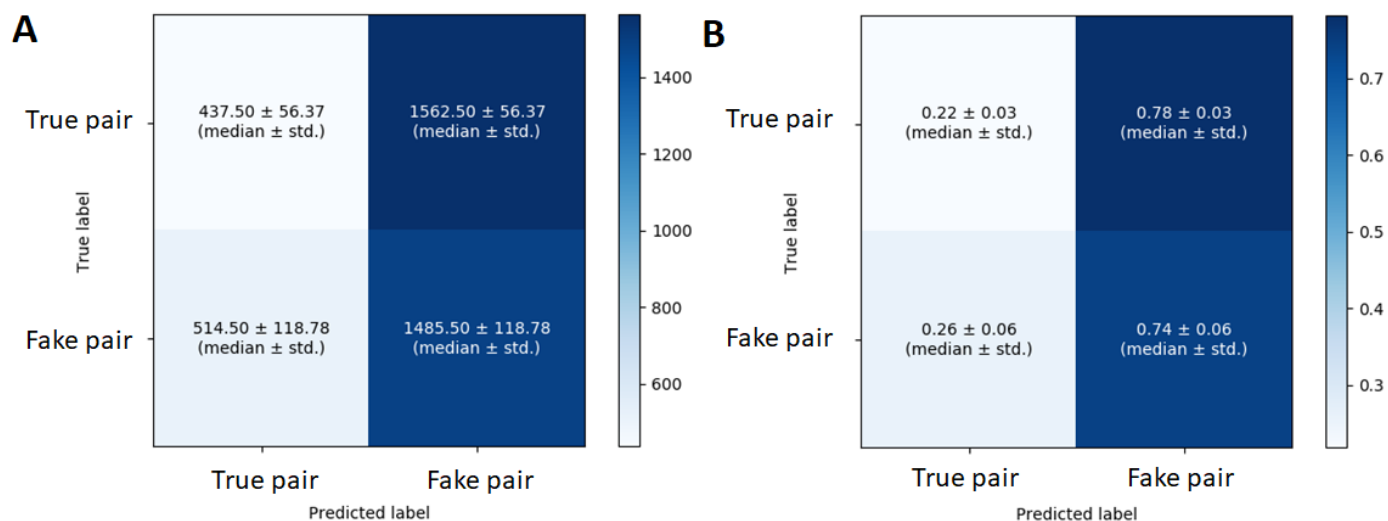 A
True pair
Fake pair
True label
437.50 ± 56.37
(median ± std.)
1562.50 ± 56.37
(median ± std.)
514.50 ± 118.78
(median ± std.)
1485.50 ± 118.78
(median ± std.)
True pair
Fake pair
Predicted label
1400
1200
1000
800
600
B
True pair
Fake pair
True label
0.22 ± 0.03
(median ± std.)
0.78 ± 0.03
(median ± std.)
0.26 ± 0.06
(median ± std.)
0.74 ± 0.06
(median ± std.)
True pair
Fake pair
Predicted label
0.7
0.6
0.5
0.4
0.3